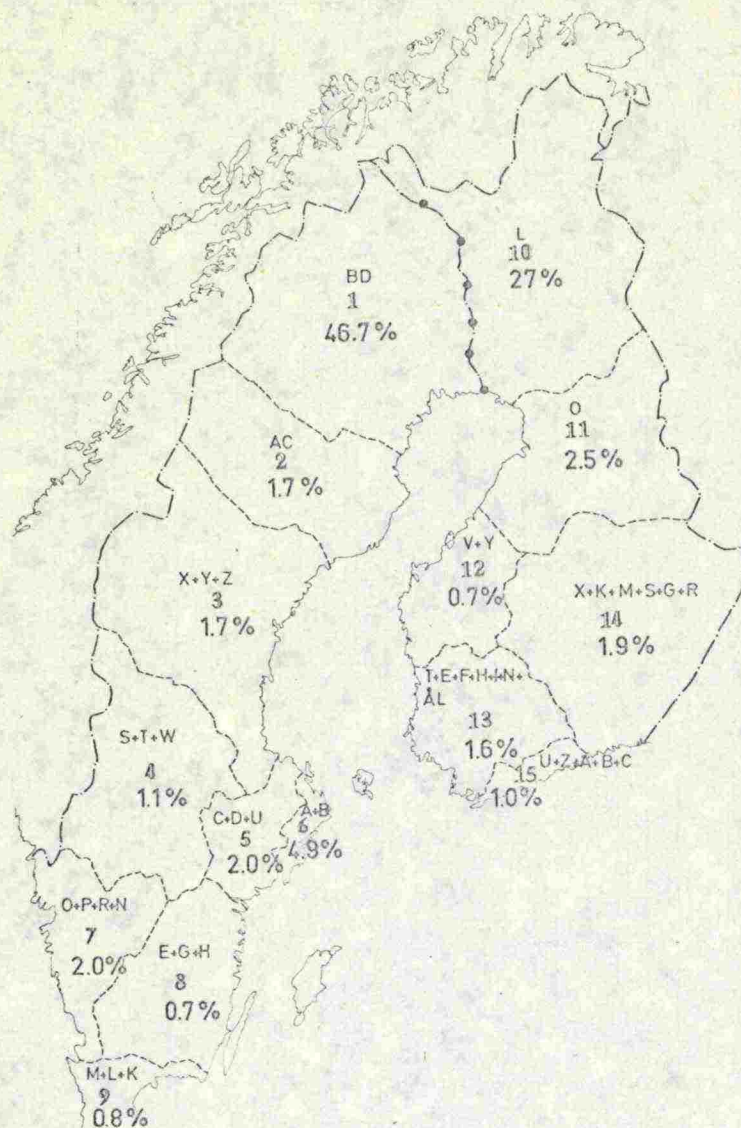 L
10
27%
BD
1
46.7%
O
11
2.5%
AC
2
1.7%
V+Y
12
0.7%
X+Y+Z
3
1.7%
X+K+M+S+G+R
14
1.9%
T+E+F+H+I+N+
ÅL
13
1.6%
U+Z+A+B+C
15
1.0%
S+T+W
4
1.1%
C+D+U
5
2.0%
A+B
6
4.9%
O+P+R+N
7
2.0%
E+G+H
8
0.7%
M+L+K
9
0.8%